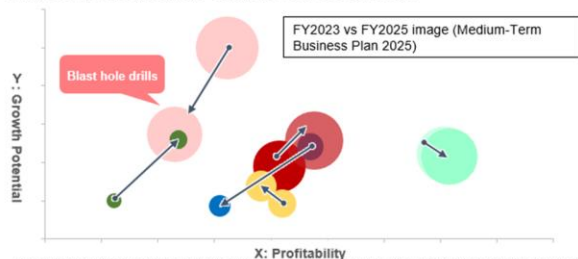 FY2023 vs FY2025 image (Medium-Term
Business Plan 2025)
Blast hole drills
Y: Growth Potential
X: Profitability